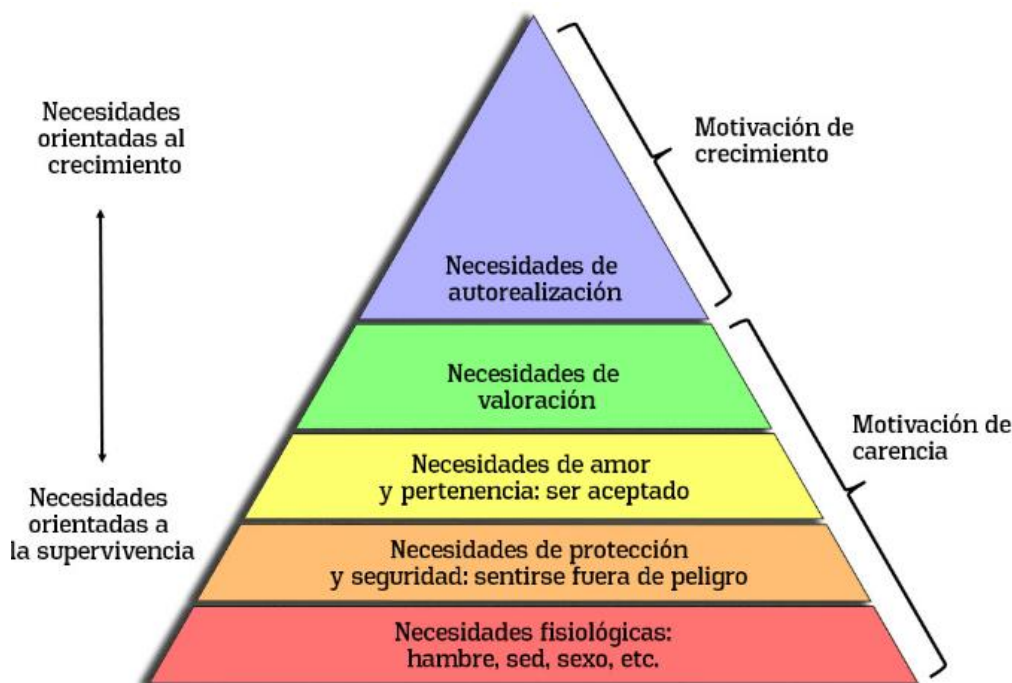 Necesidades
orientadas al
crecimiento
Motivación de
crecimiento
Necesidades de
autorealización
Necesidades de
valoración
Motivación de
carencia
Necesidades de amor
y pertenencia: ser aceptado
Necesidades
orientadas a
la supervivencia
Necesidades de protección
y seguridad: sentirse fuera de peligro
Necesidades fisiológicas:
hambre, sed, sexo, etc.